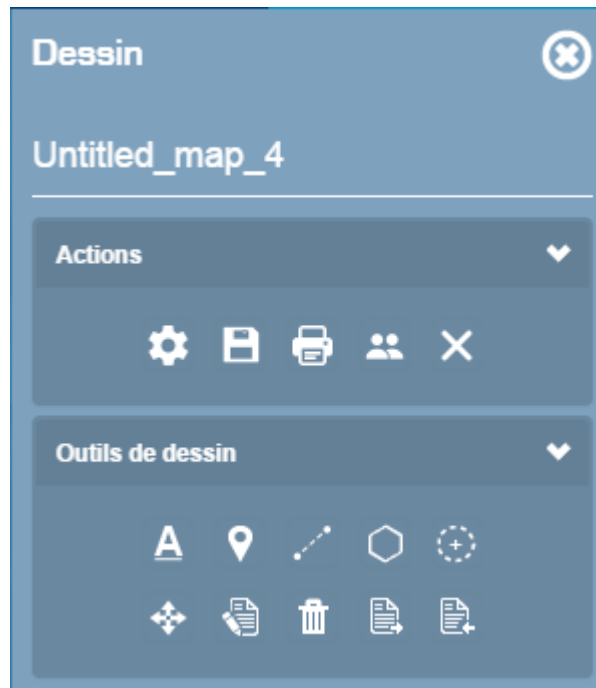 Dessin
Untitled_map_4
Actions
Outils de dessin
A